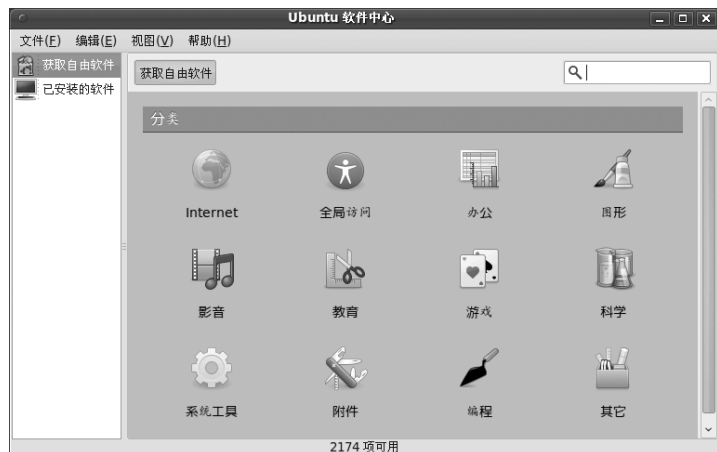 Ubuntu 软件中心
文件(F) 编辑(E) 视图(V) 帮助(H)
获取自由软件
已安装的软件
获取自由软件
分类
Internet 全局访问 办公 图形
影音 教育 游戏 科学
系统工具 附件 编程 其它
2174 项可用